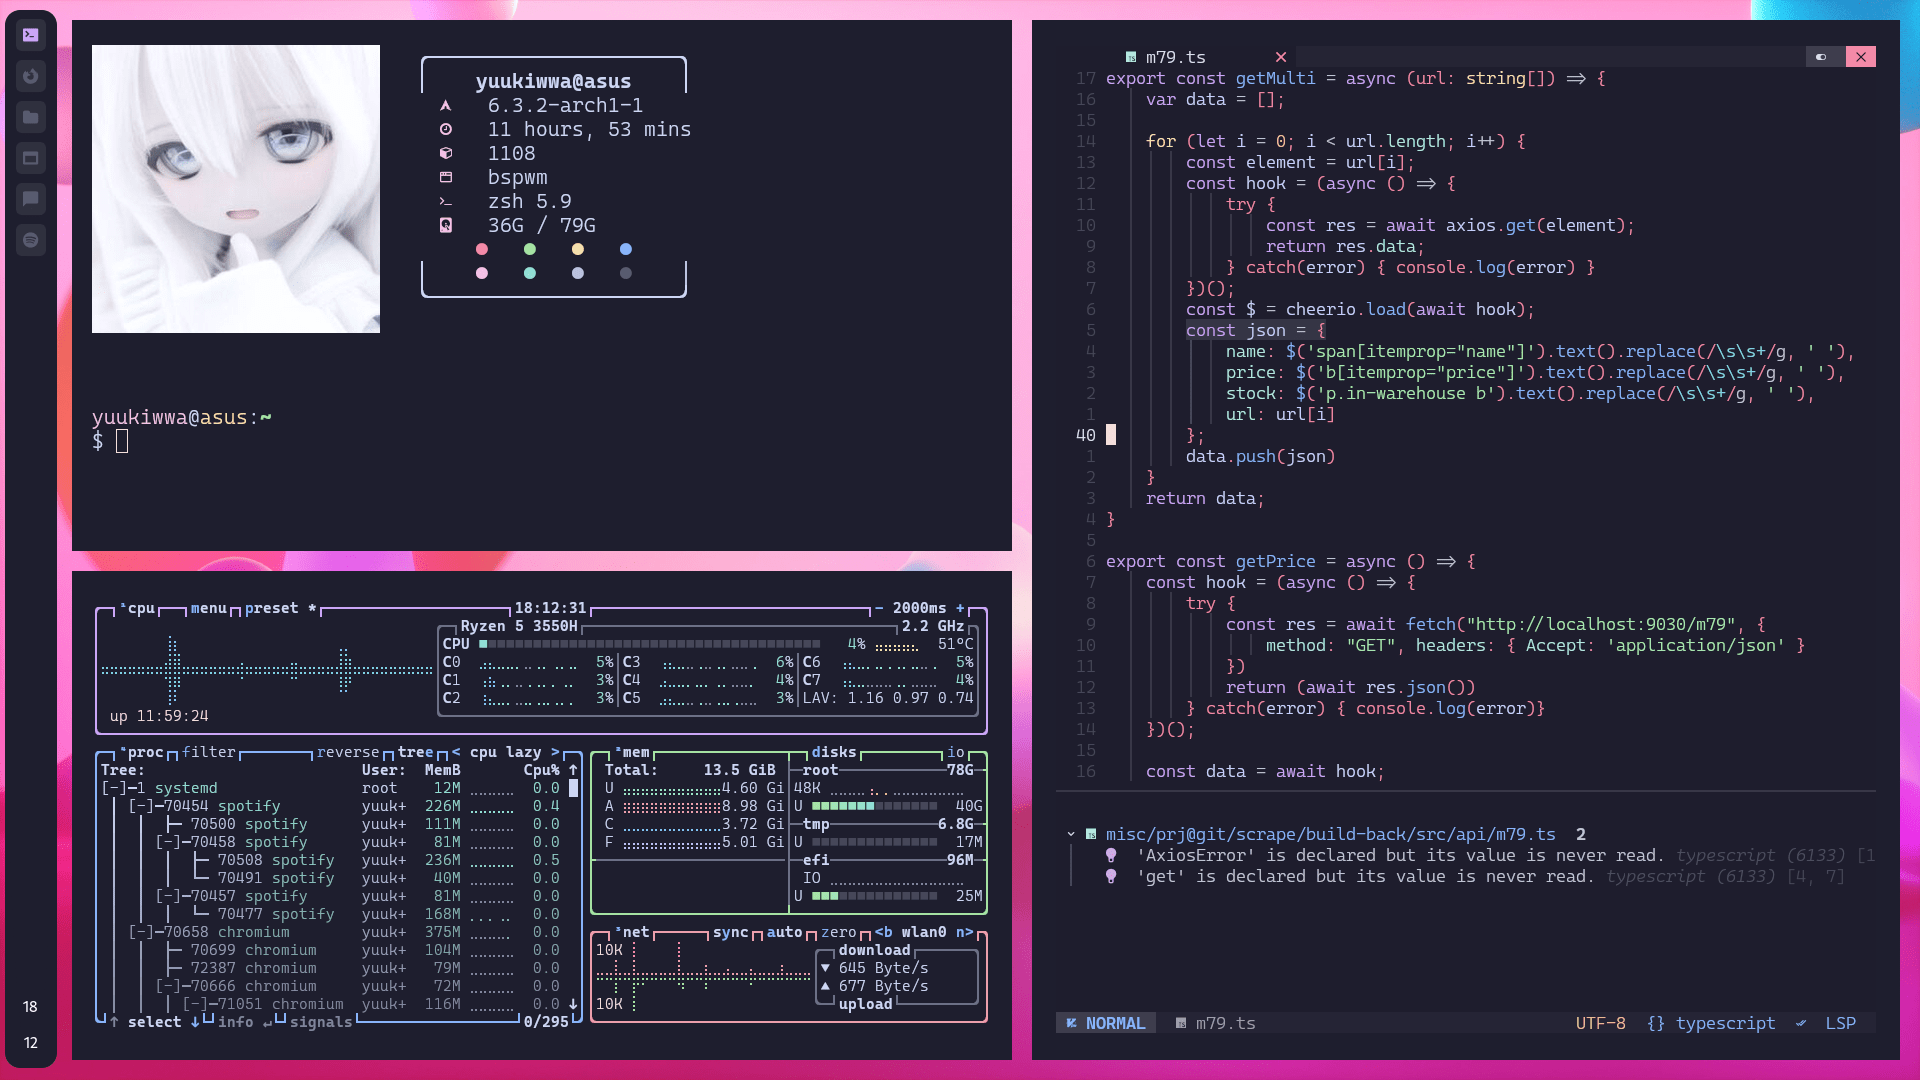 yuukiwwa@asus
6.3.2-arch1-1
11 hours, 53 mins
1108
bspwm
zsh 5.9
36G / 79G
yuukiwwa@asus:~
$
¹cpu menu preset * 18:12:31 - 2000ms +
Ryzen 5 3550H 2.2 GHz
CPU 4% 51°C
C0 5% C3 6% C6 5%
C1 3% C4 4% C7 4%
C2 3% C5 3% LAV: 1.16 0.97 0.74
up 11:59:24
⁴proc filter reverse tree < cpu lazy >
Tree: User: MemB Cpu% ↑
[-]─1 systemd root 12M 0.0
[-]─70454 spotify yuuk+ 226M 0.4
├─ 70500 spotify yuuk+ 111M 0.0
[-]─70458 spotify yuuk+ 81M 0.0
├─ 70508 spotify yuuk+ 236M 0.5
└─ 70491 spotify yuuk+ 40M 0.0
[-]─70457 spotify yuuk+ 81M 0.0
└─ 70477 spotify yuuk+ 168M 0.0
[-]─70658 chromium yuuk+ 375M 0.0
├─ 70699 chromium yuuk+ 104M 0.0
├─ 72387 chromium yuuk+ 79M 0.0
[-]─70666 chromium yuuk+ 72M 0.0
[-]─71051 chromium yuuk+ 116M 0.0 ↓
↑ select ↓ info ↵ signals 0/295
²mem disks io
Total: 13.5 GiB
U 4.60 Gi
A 8.98 Gi
C 3.72 Gi
F 5.01 Gi
root 78G
48K
U 40G
tmp 6.8G
U 17M
efi 96M
IO
U 25M
³net sync auto zero <b wlan0 n>
10K
10K
download
▼ 645 Byte/s
▲ 677 Byte/s
upload
18
12
m79.ts
17 export const getMulti = async (url: string[]) => {
16 var data = [];
15
14 for (let i = 0; i < url.length; i++) {
13 const element = url[i];
12 const hook = (async () => {
11 try {
10 const res = await axios.get(element);
9 return res.data;
8 } catch(error) { console.log(error) }
7 })();
6 const $ = cheerio.load(await hook);
5 const json = {
4 name: $('span[itemprop="name"]').text().replace(/\s\s+/g, ' '),
3 price: $('b[itemprop="price"]').text().replace(/\s\s+/g, ' '),
2 stock: $('p.in-warehouse b').text().replace(/\s\s+/g, ' '),
1 url: url[i]
40 };
1 data.push(json)
2 }
3 return data;
4 }
5
6 export const getPrice = async () => {
7 const hook = (async () => {
8 try {
9 const res = await fetch("http://localhost:9030/m79", {
10 method: "GET", headers: { Accept: 'application/json' }
11 })
12 return (await res.json())
13 } catch(error) { console.log(error)}
14 })();
15
16 const data = await hook;
misc/prj@git/scrape/build-back/src/api/m79.ts 2
'AxiosError' is declared but its value is never read. typescript (6133) [1
'get' is declared but its value is never read. typescript (6133) [4, 7]
NORMAL m79.ts UTF-8 {} typescript LSP